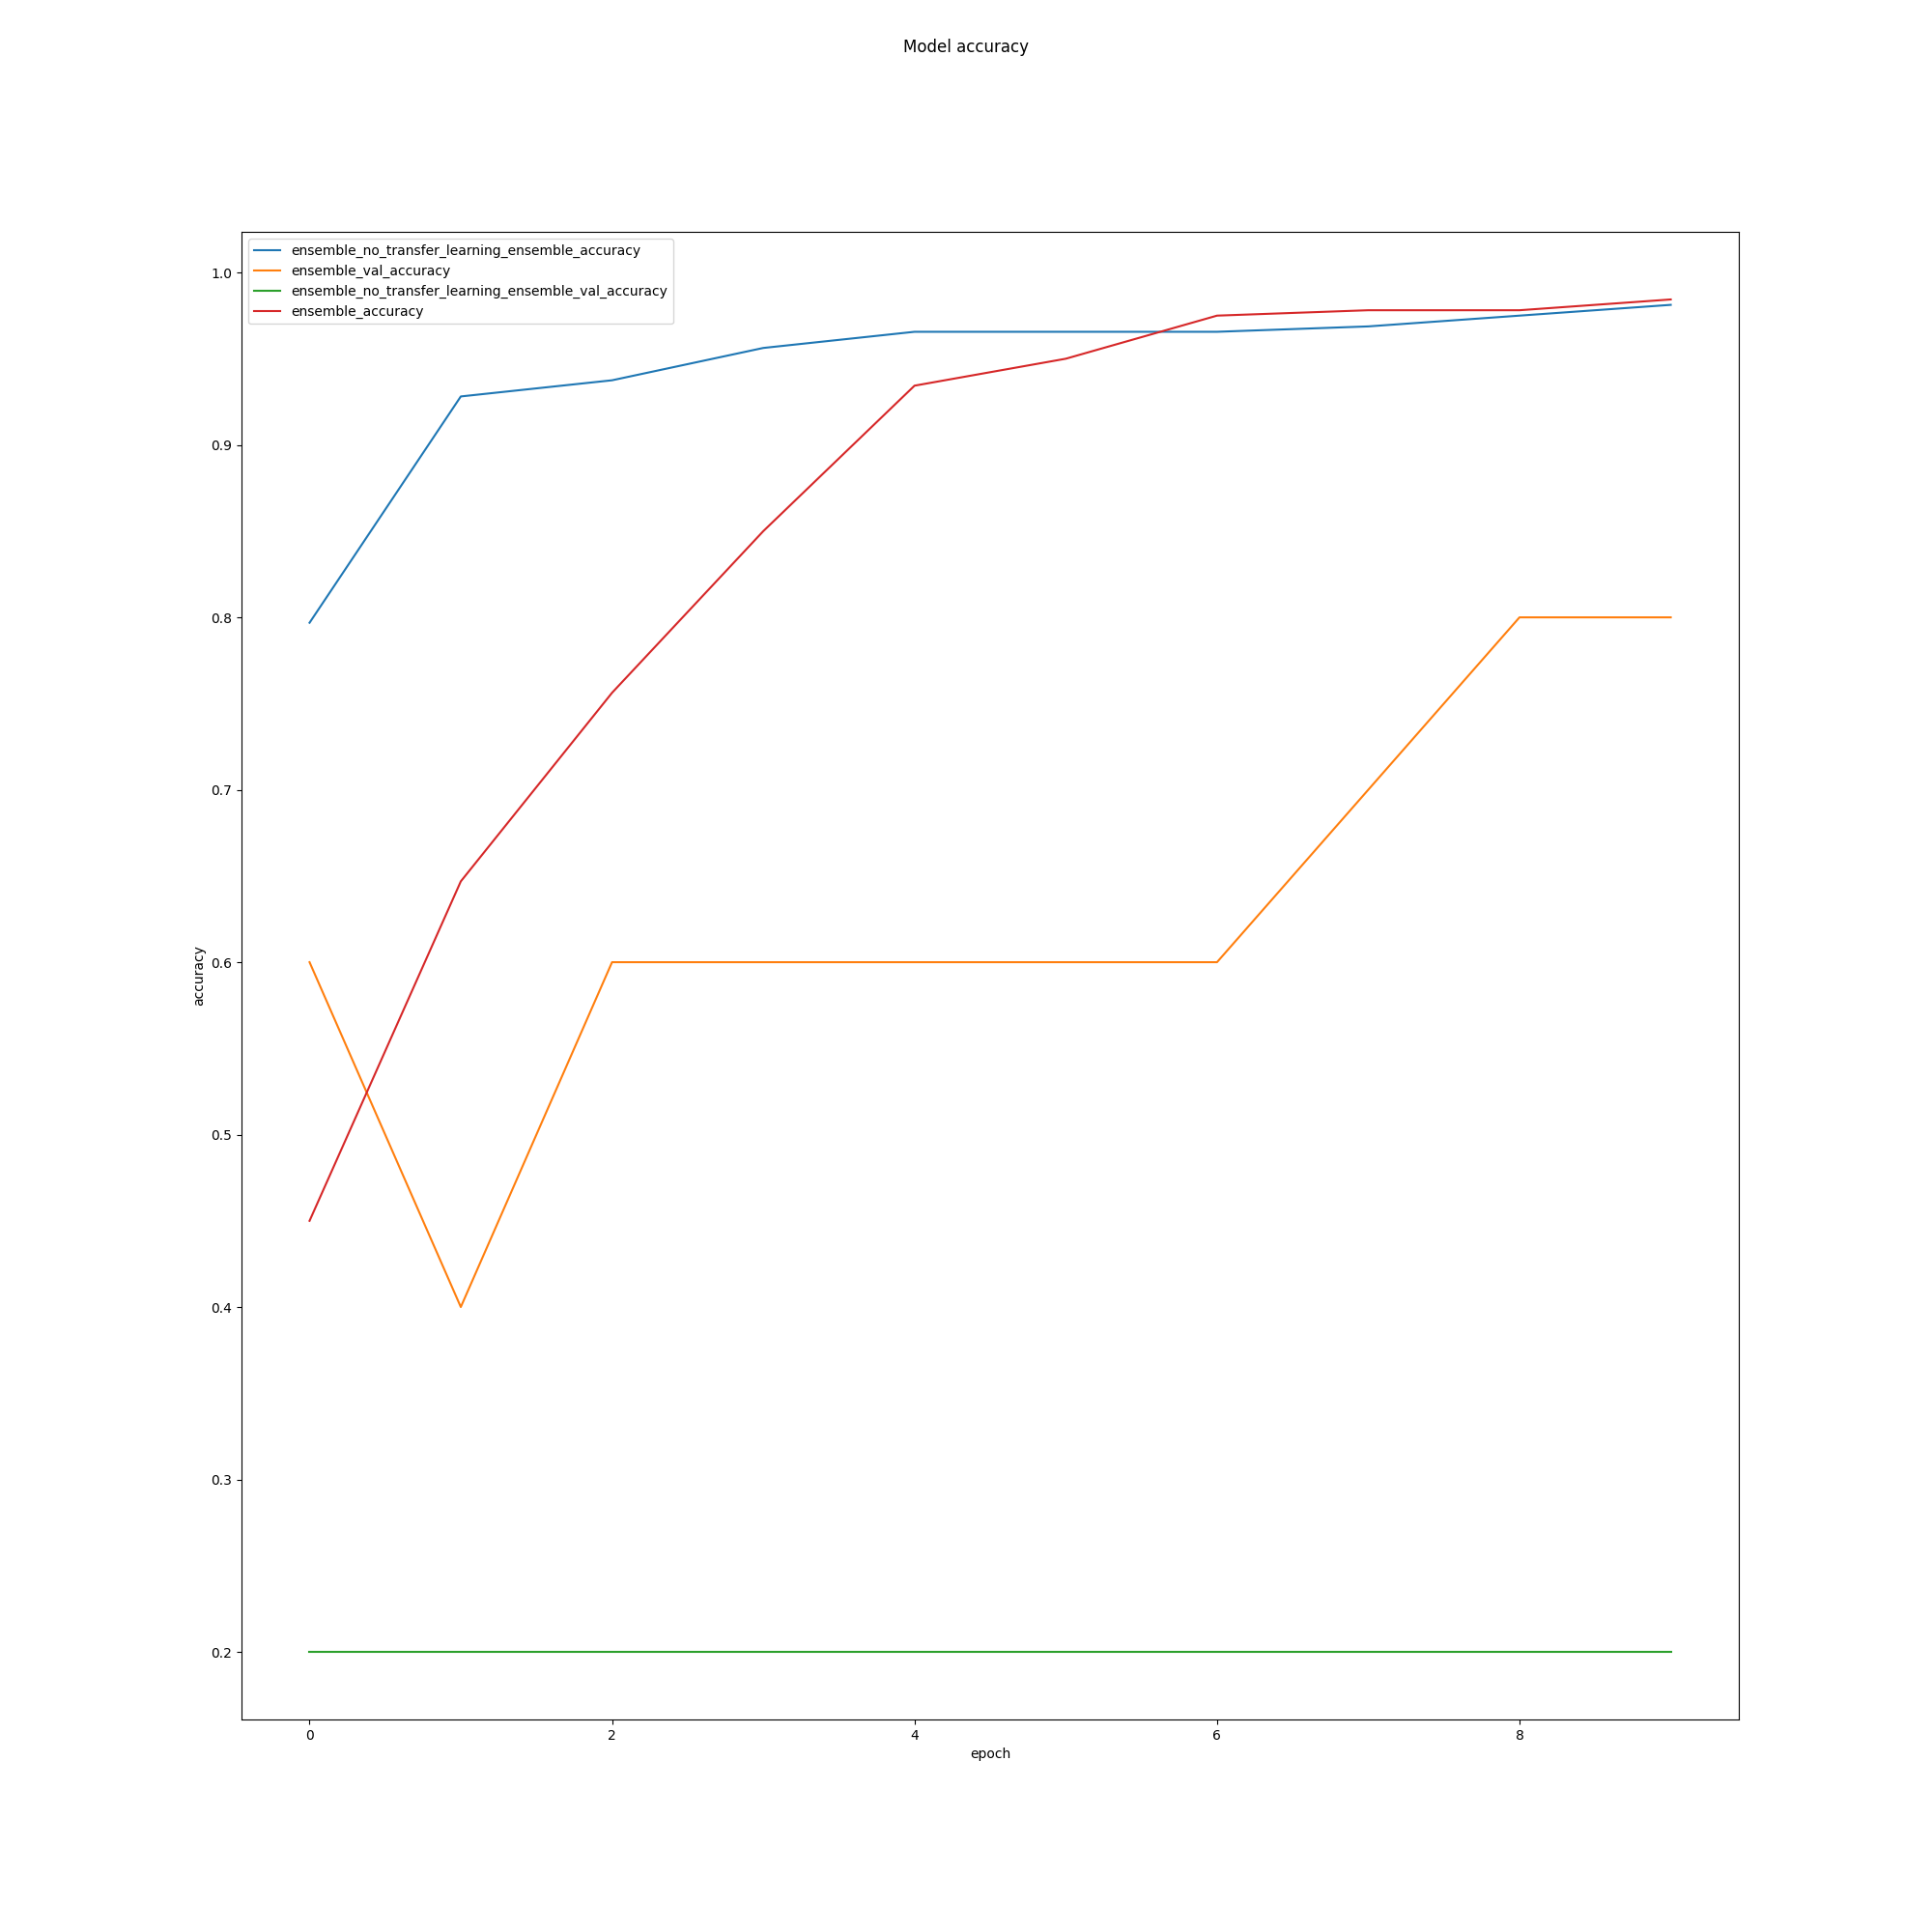 Model accuracy
ensemble_no_transfer_learning_ensemble_accuracy
ensemble_val_accuracy
ensemble_no_transfer_learning_ensemble_val_accuracy
ensemble_accuracy
1.0
0.9
0.8
0.7
0.6
0.5
0.4
0.3
0.2
accuracy
0 2 4 6 8
epoch